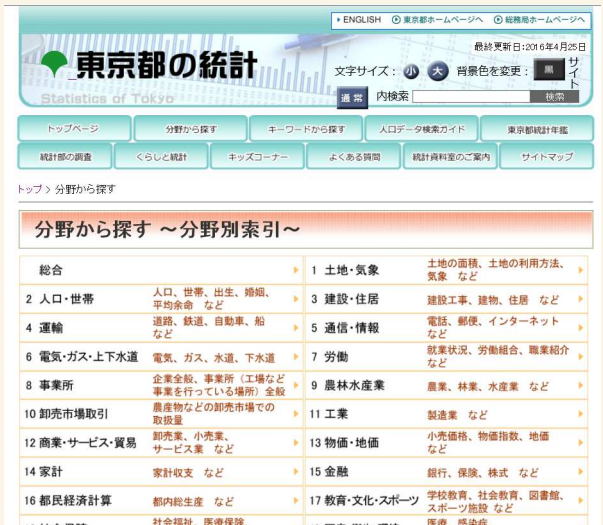 ENGLISH 東京都ホームページへ 総務局ホームページへ
最終更新日:2016年4月25日
東京都の統計
Statistics of Tokyo
文字サイズ: 小 大 背景色を変更: 黒
通常 サイト内検索 検索
トップページ 分野から探す キーワードから探す 人口データ検索ガイド 東京都統計年鑑
統計部の調査 くらしと統計 キッズコーナー よくある質問 統計資料室のご案内 サイトマップ
トップ > 分野から探す
分野から探す ～分野別索引～
総合
1 土地・気象 土地の面積、土地の利用方法、
気象 など
2 人口・世帯 人口、世帯、出生、婚姻、
平均余命 など
3 建設・住居 建設工事、建物、住居 など
4 運輸 道路、鉄道、自動車、船
など
5 通信・情報 電話、郵便、インターネット
など
6 電気・ガス・上下水道 電気、ガス、水道、下水道
7 労働 就業状況、労働組合、職業紹介
など
8 事業所 企業全般、事業所（工場など
事業を行っている場所）全般
9 農林水産業 農業、林業、水産業 など
10 卸売市場取引 農産物などの卸売市場での
取扱量
11 工業 製造業 など
12 商業・サービス・貿易 卸売業、小売業、
サービス業 など
13 物価・地価 小売価格、物価指数、地価
など
14 家計 家計収支 など
15 金融 銀行、保険、株式 など
16 都民経済計算 都内総生産 など
17 教育・文化・スポーツ 学校教育、社会教育、図書館、
スポーツ施設 など
社会福祉、医療保険、
医療、感染症、